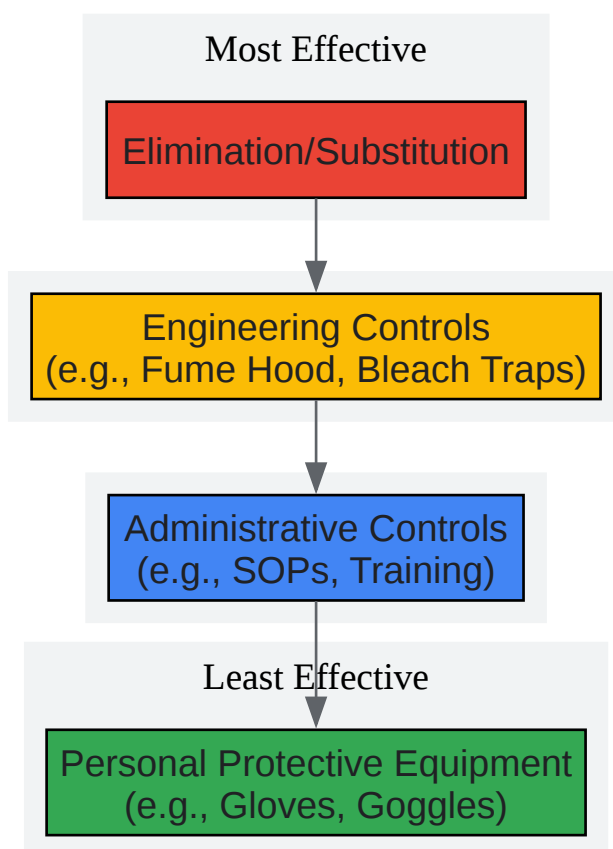 Most Effective
Elimination/Substitution
Engineering Controls
(e.g., Fume Hood, Bleach Traps)
Administrative Controls
(e.g., SOPs, Training)
Least Effective
Personal Protective Equipment
(e.g., Gloves, Goggles)